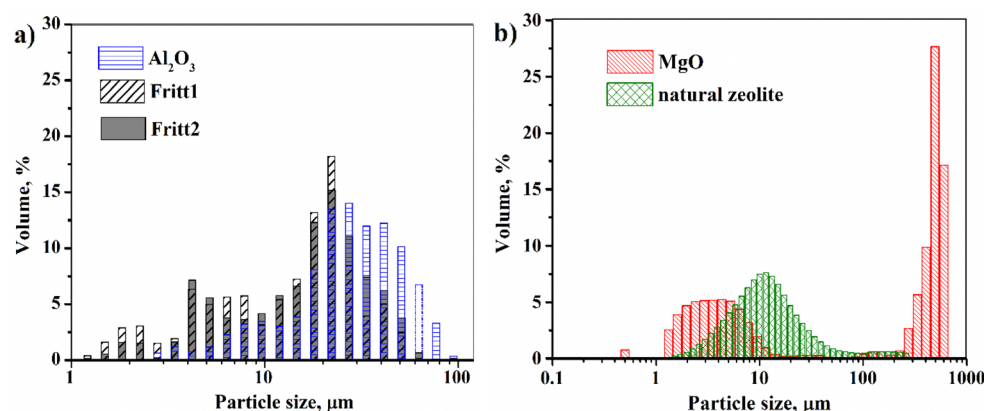 a)
Volume, %
30
25
20
15
10
5
0
Al₂O₃
Fritt1
Fritt2
1
10
100
Particle size, μm
b)
Volume, %
30
25
20
15
10
5
0
MgO
natural zeolite
0.1
1
10
100
1000
Particle size, μm